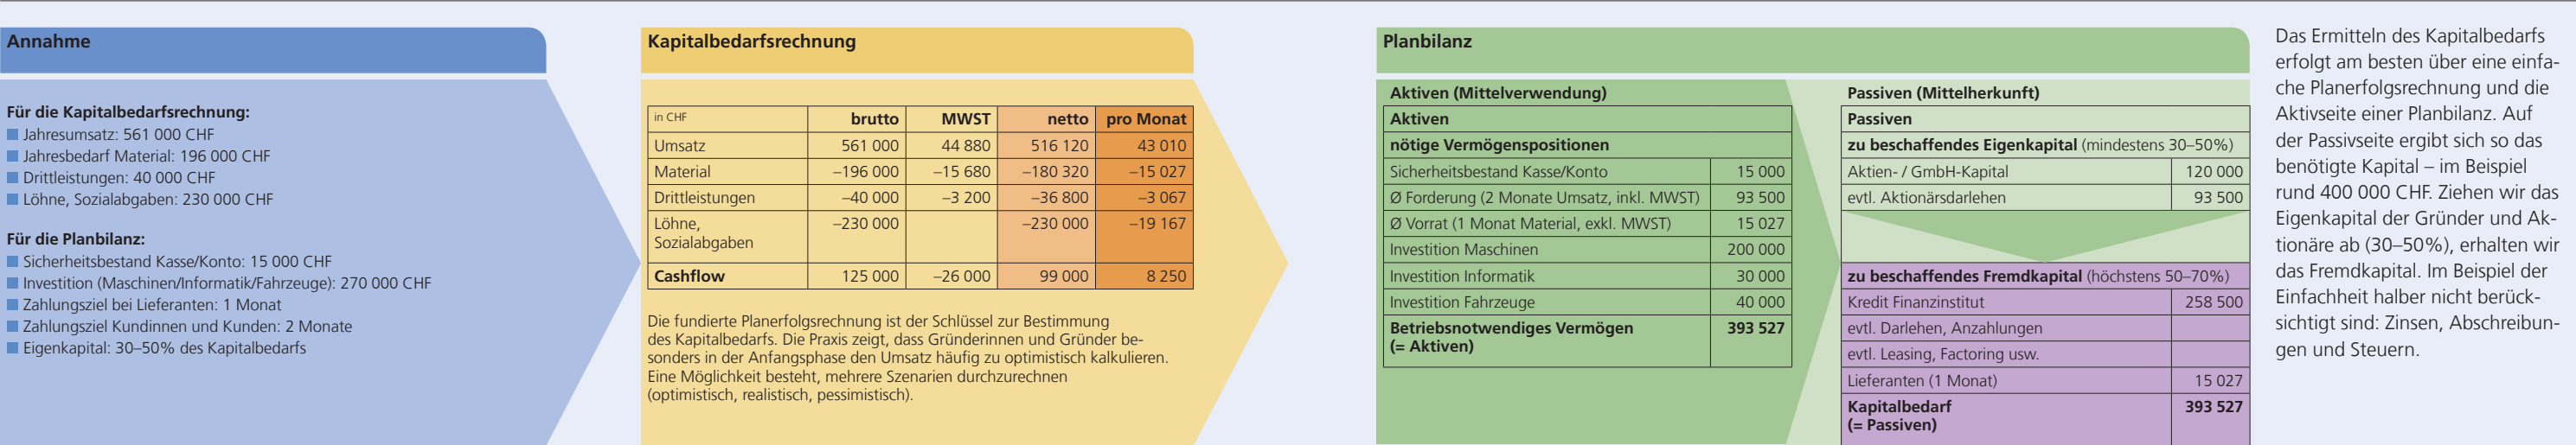 Annahme
Für die Kapitalbedarfsrechnung:
Jahresumsatz: 561 000 CHF
Jahresbedarf Material: 196 000 CHF
Drittleistungen: 40 000 CHF
Löhne, Sozialabgaben: 230 000 CHF
Für die Planbilanz:
Sicherheitsbestand Kasse/Konto: 15 000 CHF
Investition (Maschinen/Informatik/Fahrzeuge): 270 000 CHF
Zahlungsziel bei Lieferanten: 1 Monat
Zahlungsziel Kundinnen und Kunden: 2 Monate
Eigenkapital: 30–50% des Kapitalbedarfs
Kapitalbedarfsrechnung
in CHF brutto MWST netto pro Monat
Umsatz 561 000 44 880 516 120 43 010
Material –196 000 –15 680 –180 320 –15 027
Drittleistungen –40 000 –3 200 –36 800 –3 067
Löhne, –230 000 –230 000 –19 167
Sozialabgaben
Cashflow 125 000 –26 000 99 000 8 250
Die fundierte Planerfolgsrechnung ist der Schlüssel zur Bestimmung
des Kapitalbedarfs. Die Praxis zeigt, dass Gründerinnen und Gründer be-
sonders in der Anfangsphase den Umsatz häufig zu optimistisch kalkulieren.
Eine Möglichkeit besteht, mehrere Szenarien durchzurechnen
(optimistisch, realistisch, pessimistisch).
Planbilanz
Aktiven (Mittelverwendung)
Aktiven
nötige Vermögenspositionen
Sicherheitsbestand Kasse/Konto 15 000
Ø Forderung (2 Monate Umsatz, inkl. MWST) 93 500
Ø Vorrat (1 Monat Material, exkl. MWST) 15 027
Investition Maschinen 200 000
Investition Informatik 30 000
Investition Fahrzeuge 40 000
Betriebsnotwendiges Vermögen 393 527
(= Aktiven)
Passiven (Mittelherkunft)
Passiven
zu beschaffendes Eigenkapital (mindestens 30–50%)
Aktien- / GmbH-Kapital 120 000
evtl. Aktionärsdarlehen 93 500
zu beschaffendes Fremdkapital (höchstens 50–70%)
Kredit Finanzinstitut 258 500
evtl. Darlehen, Anzahlungen
evtl. Leasing, Factoring usw.
Lieferanten (1 Monat) 15 027
Kapitalbedarf 393 527
(= Passiven)
Das Ermitteln des Kapitalbedarfs
erfolgt am besten über eine einfa-
che Planerfolgsrechnung und die
Aktivseite einer Planbilanz. Auf
der Passivseite ergibt sich so das
benötigte Kapital – im Beispiel
rund 400 000 CHF. Ziehen wir das
Eigenkapital der Gründer und Ak-
tionäre ab (30–50%), erhalten wir
das Fremdkapital. Im Beispiel der
Einfachheit halber nicht berück-
sichtigt sind: Zinsen, Abschreibun-
gen und Steuern.